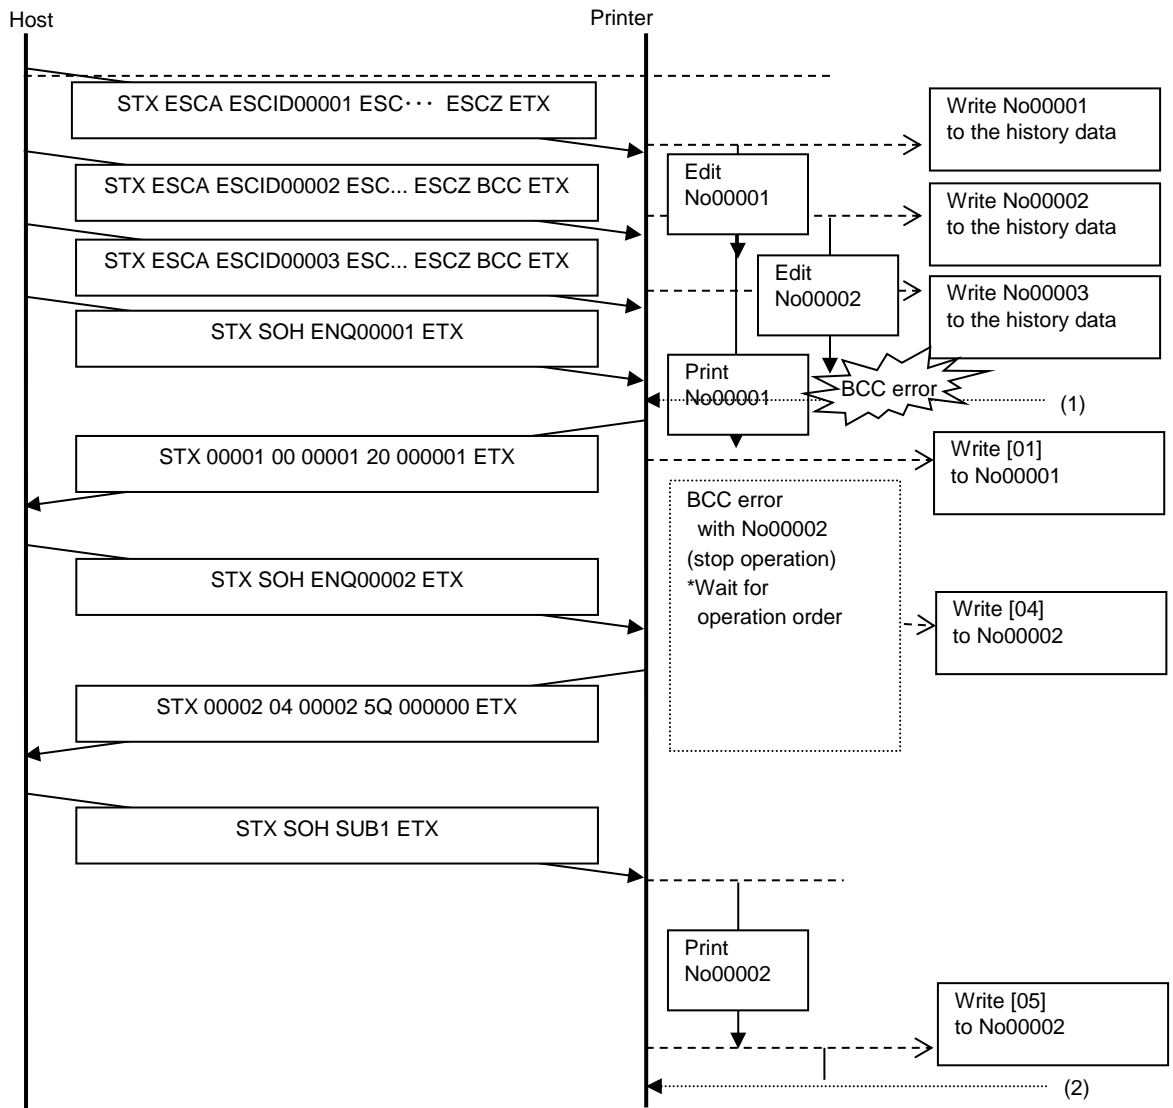 Host
Printer
STX ESCA ESCID00001 ESC･･･ ESCZ ETX
Write No00001
to the history data
Edit
No00001
STX ESCA ESCID00002 ESC... ESCZ BCC ETX
Write No00002
to the history data
STX ESCA ESCID00003 ESC... ESCZ BCC ETX
Edit
No00002
Write No00003
to the history data
STX SOH ENQ00001 ETX
Print
No00001
BCC error
(1)
STX 00001 00 00001 20 000001 ETX
Write [01]
to No00001
BCC error
with No00002
(stop operation)
*Wait for
operation order
STX SOH ENQ00002 ETX
Write [04]
to No00002
STX 00002 04 00002 5Q 000000 ETX
STX SOH SUB1 ETX
Print
No00002
Write [05]
to No00002
(2)